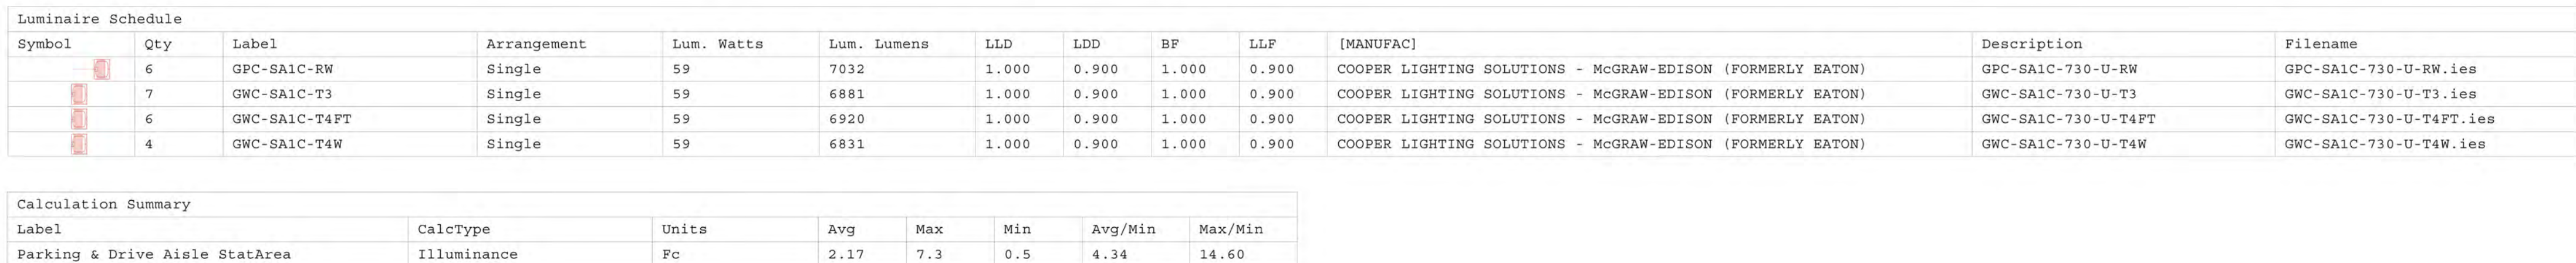 Luminaire Schedule
Symbol Qty Label Arrangement Lum. Watts Lum. Lumens LLD LDD BF LLF [MANUFAC] Description Filename
6 GPC-SA1C-RW Single 59 7032 1.000 0.900 1.000 0.900 COOPER LIGHTING SOLUTIONS - McGRAW-EDISON (FORMERLY EATON) GPC-SA1C-730-U-RW GPC-SA1C-730-U-RW.ies
7 GWC-SA1C-T3 Single 59 6881 1.000 0.900 1.000 0.900 COOPER LIGHTING SOLUTIONS - McGRAW-EDISON (FORMERLY EATON) GWC-SA1C-730-U-T3 GWC-SA1C-730-U-T3.ies
6 GWC-SA1C-T4FT Single 59 6920 1.000 0.900 1.000 0.900 COOPER LIGHTING SOLUTIONS - McGRAW-EDISON (FORMERLY EATON) GWC-SA1C-730-U-T4FT GWC-SA1C-730-U-T4FT.ies
4 GWC-SA1C-T4W Single 59 6831 1.000 0.900 1.000 0.900 COOPER LIGHTING SOLUTIONS - McGRAW-EDISON (FORMERLY EATON) GWC-SA1C-730-U-T4W GWC-SA1C-730-U-T4W.ies
Calculation Summary
Label CalcType Units Avg Max Min Avg/Min Max/Min
Parking & Drive Aisle StatArea Illuminance Fc 2.17 7.3 0.5 4.34 14.60